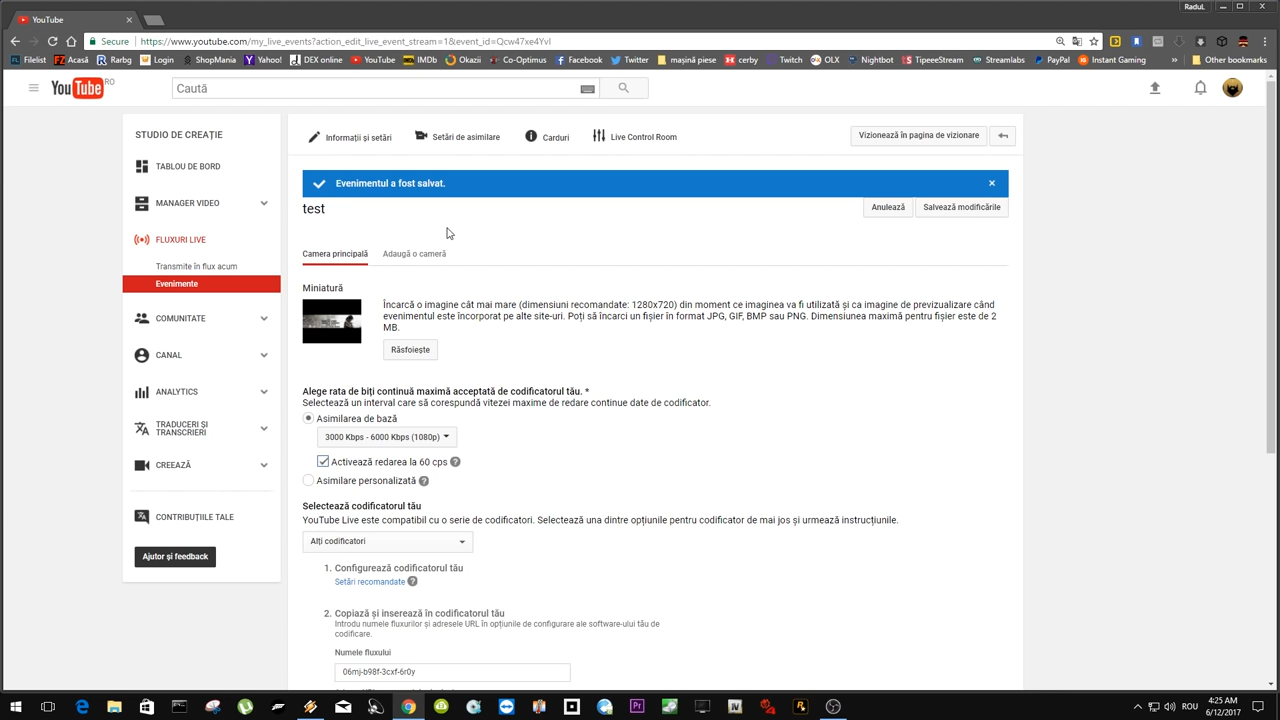 RaduL
YouTube
Secure
https://www.youtube.com/my_live_events?action_edit_live_event_stream=1&event_id=Qcw47xe4YvI
Filelist Acasă Rarbg Login ShopMania Yahoo! DEX online YouTube IMDb Okazii Co-Optimus Facebook Twitter mașină piese cerby Twitch OLX Nightbot TipeeeStream Streamlabs PayPal Instant Gaming » Other bookmarks
YouTube RO
Caută
STUDIO DE CREAȚIE
TABLOU DE BORD
MANAGER VIDEO
FLUXURI LIVE
Transmite în flux acum
Evenimente
COMUNITATE
CANAL
ANALYTICS
TRADUCERI ȘI
TRANSCRIERI
CREEAZĂ
CONTRIBUȚIILE TALE
Ajutor și feedback
Informații și setări Setări de asimilare Carduri Live Control Room
Vizionează în pagina de vizionare
Evenimentul a fost salvat.
test
Anulează Salvează modificările
Camera principală Adaugă o cameră
Miniatură
Încarcă o imagine cât mai mare (dimensiuni recomandate: 1280x720) din moment ce imaginea va fi utilizată și ca imagine de previzualizare când
evenimentul este încorporat pe alte site-uri. Poți să încarci un fișier în format JPG, GIF, BMP sau PNG. Dimensiunea maximă pentru fișier este de 2
MB.
Răsfoiește
Alege rata de biți continuă maximă acceptată de codificatorul tău. *
Selectează un interval care să corespundă vitezei maxime de redare continue date de codificator.
Asimilarea de bază
3000 Kbps - 6000 Kbps (1080p)
Activează redarea la 60 cps ?
Asimilare personalizată ?
Selectează codificatorul tău
YouTube Live este compatibil cu o serie de codificatori. Selectează una dintre opțiunile pentru codificator de mai jos și urmează instrucțiunile.
Alți codificatori
1. Configurează codificatorul tău
Setări recomandate ?
2. Copiază și inserează în codificatorul tău
Introdu numele fluxurilor și adresele URL în opțiunile de configurare ale software-ului tău de
codificare.
Numele fluxului
06mj-b98f-3cxf-6r0y
ROU
4:25 AM
6/12/2017